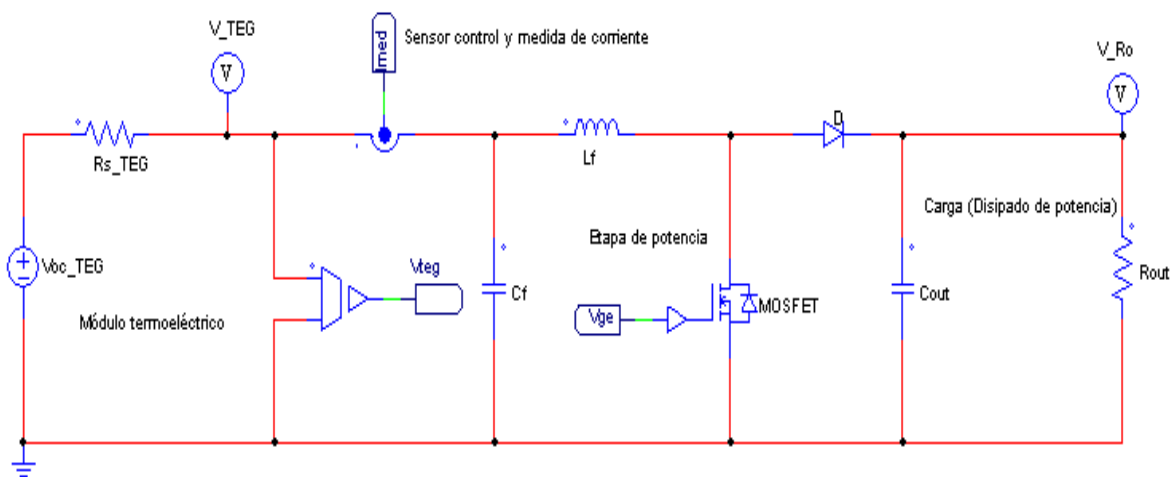 V_TEG
Imed
Sensor control y medida de corriente
V_Ro
V
V
Rs_TEG
Lf
D
Carga (Disipado de potencia)
Etapa de potencia
Voc_TEG
Vteg
Cf
Cout
Rout
Módulo termoeléctrico
Vge
MOSFET